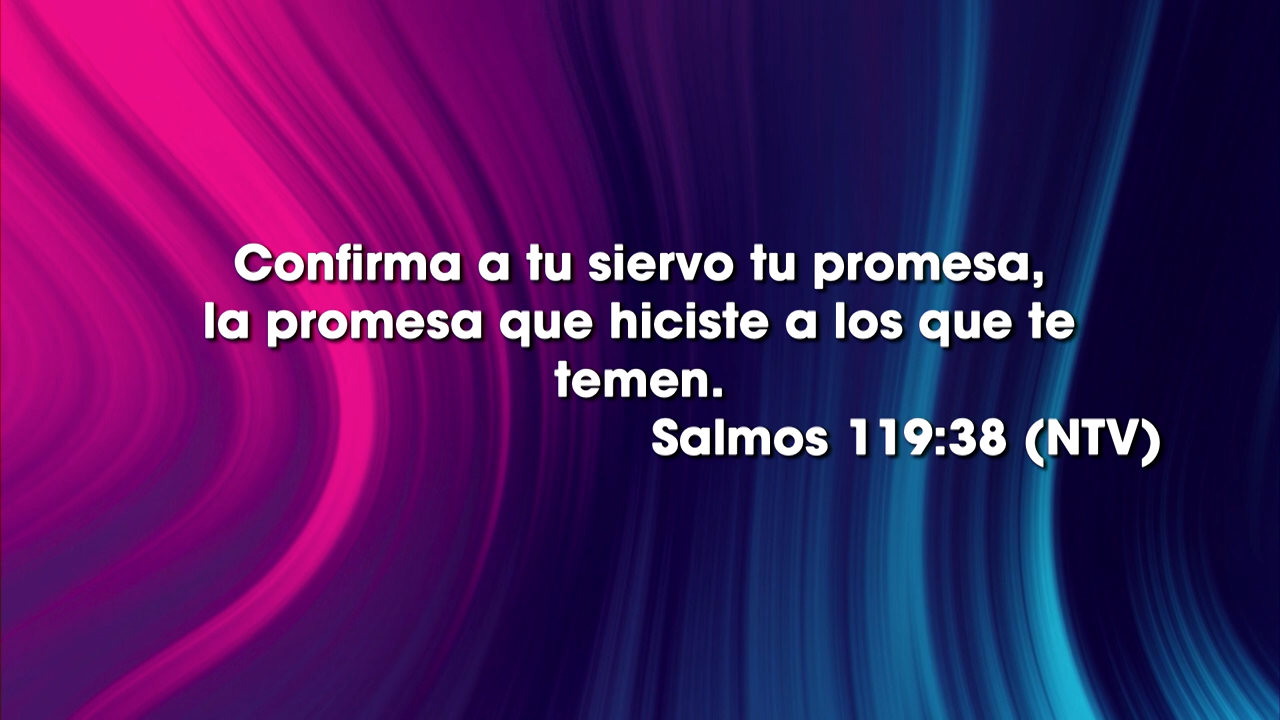 Confirma a tu siervo tu promesa,
la promesa que hiciste a los que te
temen.
Salmos 119:38 (NTV)